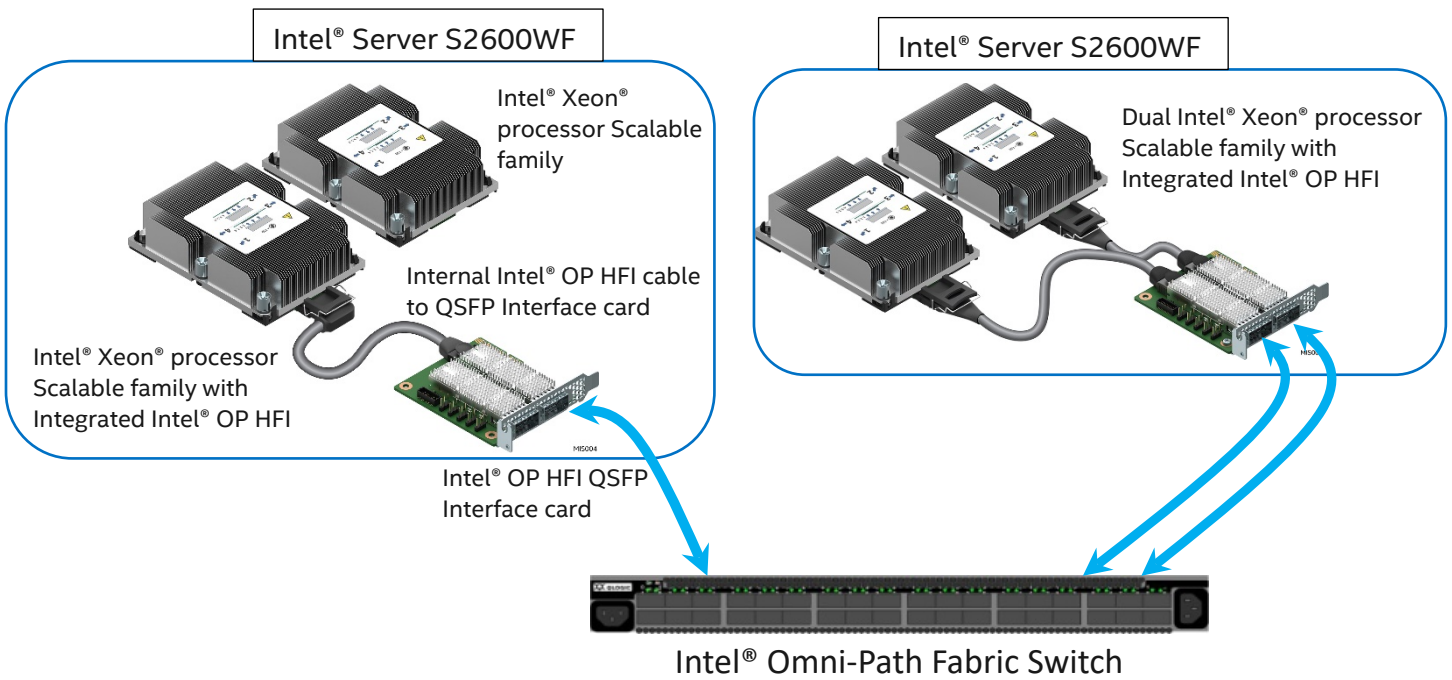 Intel® Server S2600WF
Intel® Xeon®
processor Scalable
family
Internal Intel® OP HFI cable
to QSFP Interface card
Intel® Xeon® processor
Scalable family with
Integrated Intel® OP HFI
MIS004
Intel® OP HFI QSFP
Interface card
Intel® Server S2600WF
Dual Intel® Xeon® processor
Scalable family with
Integrated Intel® OP HFI
QLOGIC
Intel® Omni-Path Fabric Switch